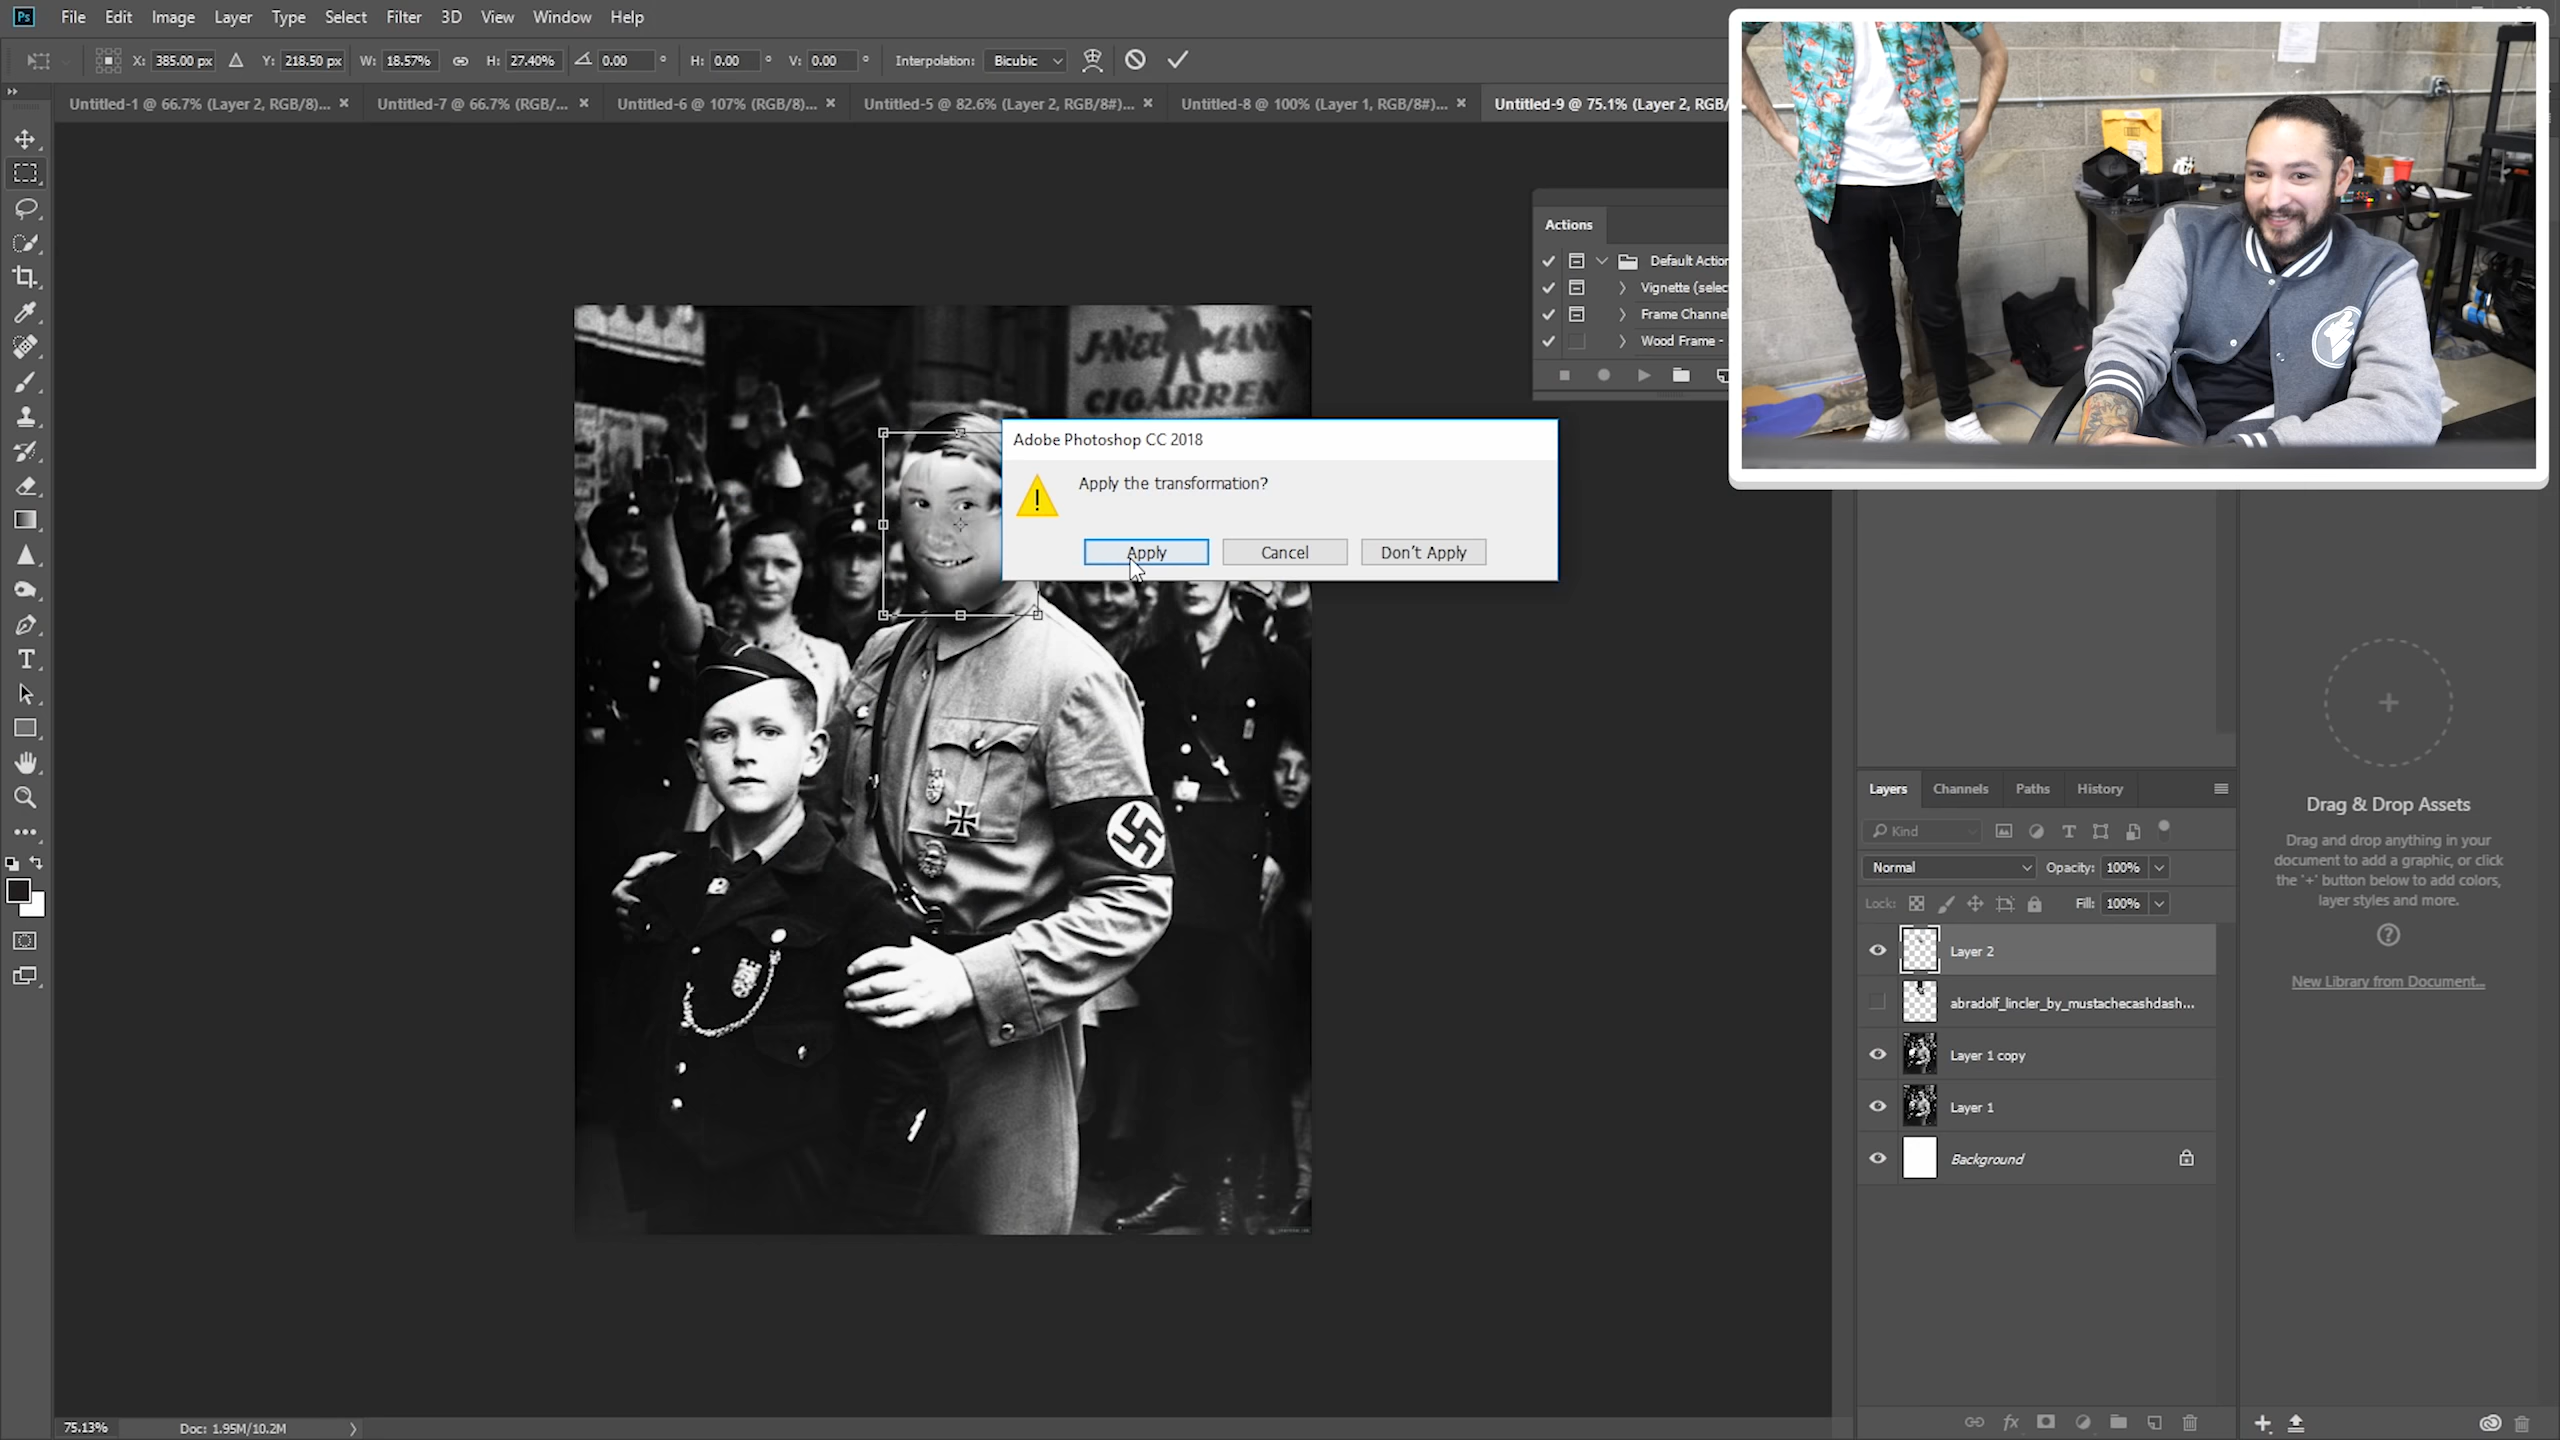 Ps File Edit Image Layer Type Select Filter 3D View Window Help
X: 385.00 px Y: 218.50 px W: 18.57% H: 27.40% 0.00 ° H: 0.00 ° V: 0.00 ° Interpolation: Bicubic
Untitled-1 @ 66.7% (Layer 2, RGB/8)... × Untitled-7 @ 66.7% (RGB/... × Untitled-6 @ 107% (RGB/8)... × Untitled-5 @ 82.6% (Layer 2, RGB/8#)... × Untitled-8 @ 100% (Layer 1, RGB/8#)... × Untitled-9 @ 75.1% (Layer 2, RGB/
Actions
Default Action
Vignette (selec
Frame Channel
Wood Frame -
CIGARREN
Adobe Photoshop CC 2018
Apply the transformation?
Apply Cancel Don't Apply
Layers Channels Paths History
Kind
Normal Opacity: 100%
Lock: Fill: 100%
Layer 2
abradolf_lincler_by_mustachecashdash...
Layer 1 copy
Layer 1
Background
Drag & Drop Assets
Drag and drop anything in your
document to add a graphic, or click
the '+' button below to add colors,
layer styles and more.
New Library from Document...
75.13% Doc: 1.95M/10.2M